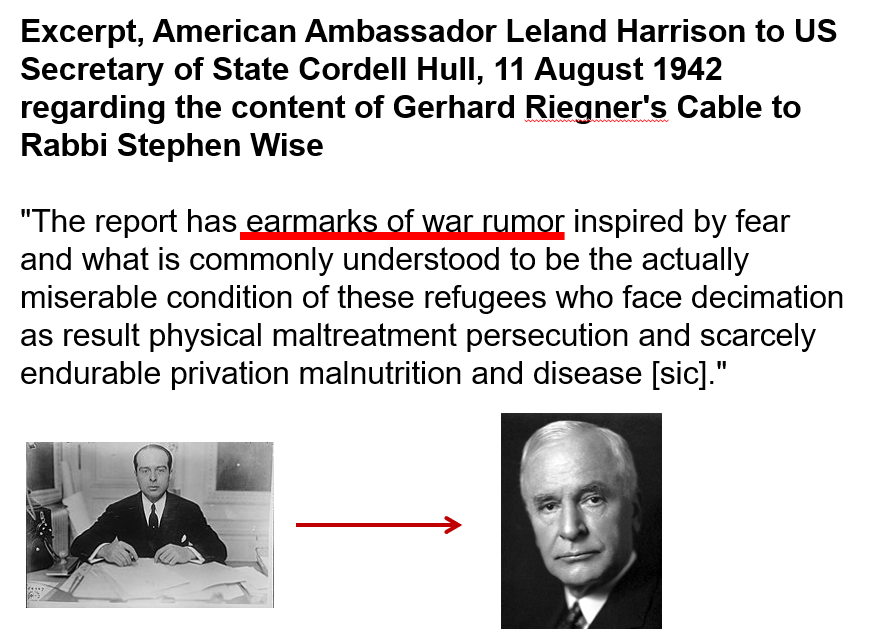 Excerpt, American Ambassador Leland Harrison to US
Secretary of State Cordell Hull, 11 August 1942
regarding the content of Gerhard Riegner's Cable to
Rabbi Stephen Wise
"The report has earmarks of war rumor inspired by fear
and what is commonly understood to be the actually
miserable condition of these refugees who face decimation
as result physical maltreatment persecution and scarcely
endurable privation malnutrition and disease [sic]."